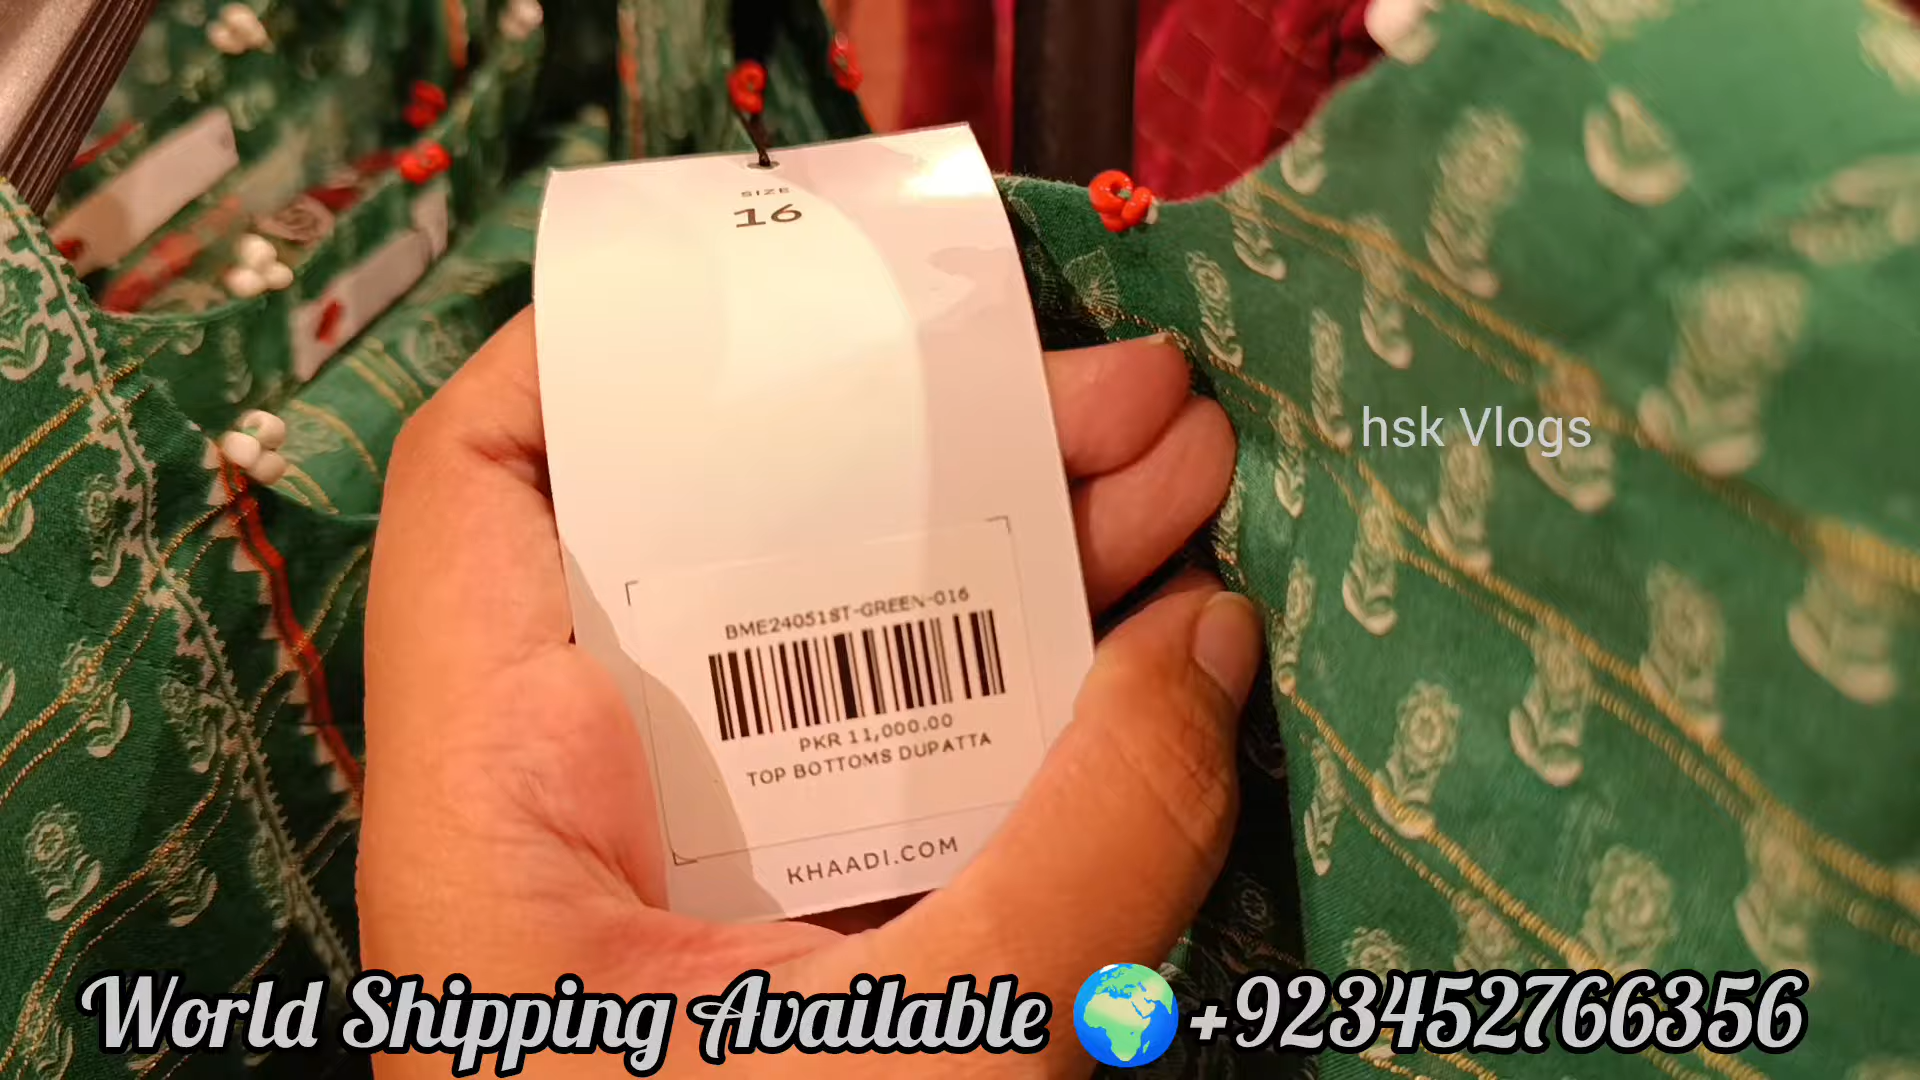 SIZE
16
hsk Vlogs
BME24051ST-GREEN-016
PKR 11,000.00
TOP BOTTOMS DUPATTA
KHAADI.COM
World Shipping Available 🌍 +923452766356